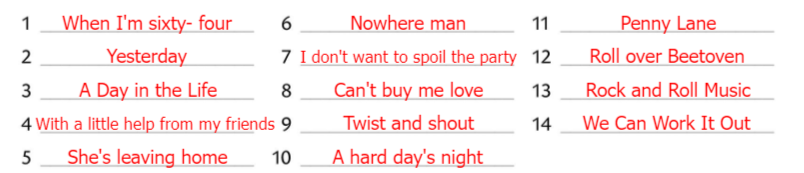 1 When I'm sixty- four
2 Yesterday
3 A Day in the Life
4 With a little help from my friends
5 She's leaving home
6 Nowhere man
7 I don't want to spoil the party
8 Can't buy me love
9 Twist and shout
10 A hard day's night
11 Penny Lane
12 Roll over Beetoven
13 Rock and Roll Music
14 We Can Work It Out